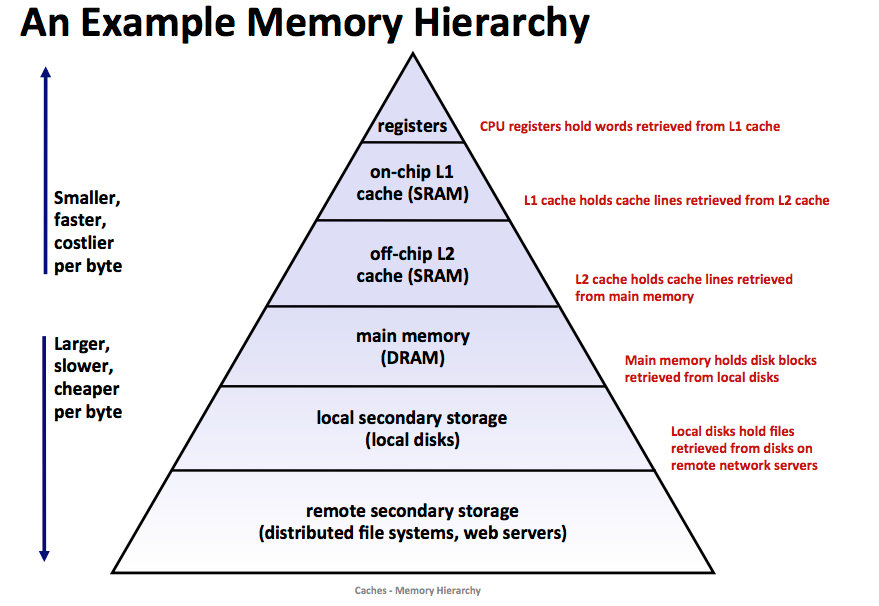 An Example Memory Hierarchy
registers
CPU registers hold words retrieved from L1 cache
on-chip L1
cache (SRAM)
L1 cache holds cache lines retrieved from L2 cache
Smaller,
faster,
costlier
per byte
off-chip L2
cache (SRAM)
L2 cache holds cache lines retrieved
from main memory
Larger,
slower,
cheaper
per byte
main memory
(DRAM)
Main memory holds disk blocks
retrieved from local disks
local secondary storage
(local disks)
Local disks hold files
retrieved from disks on
remote network servers
remote secondary storage
(distributed file systems, web servers)
Caches - Memory Hierarchy